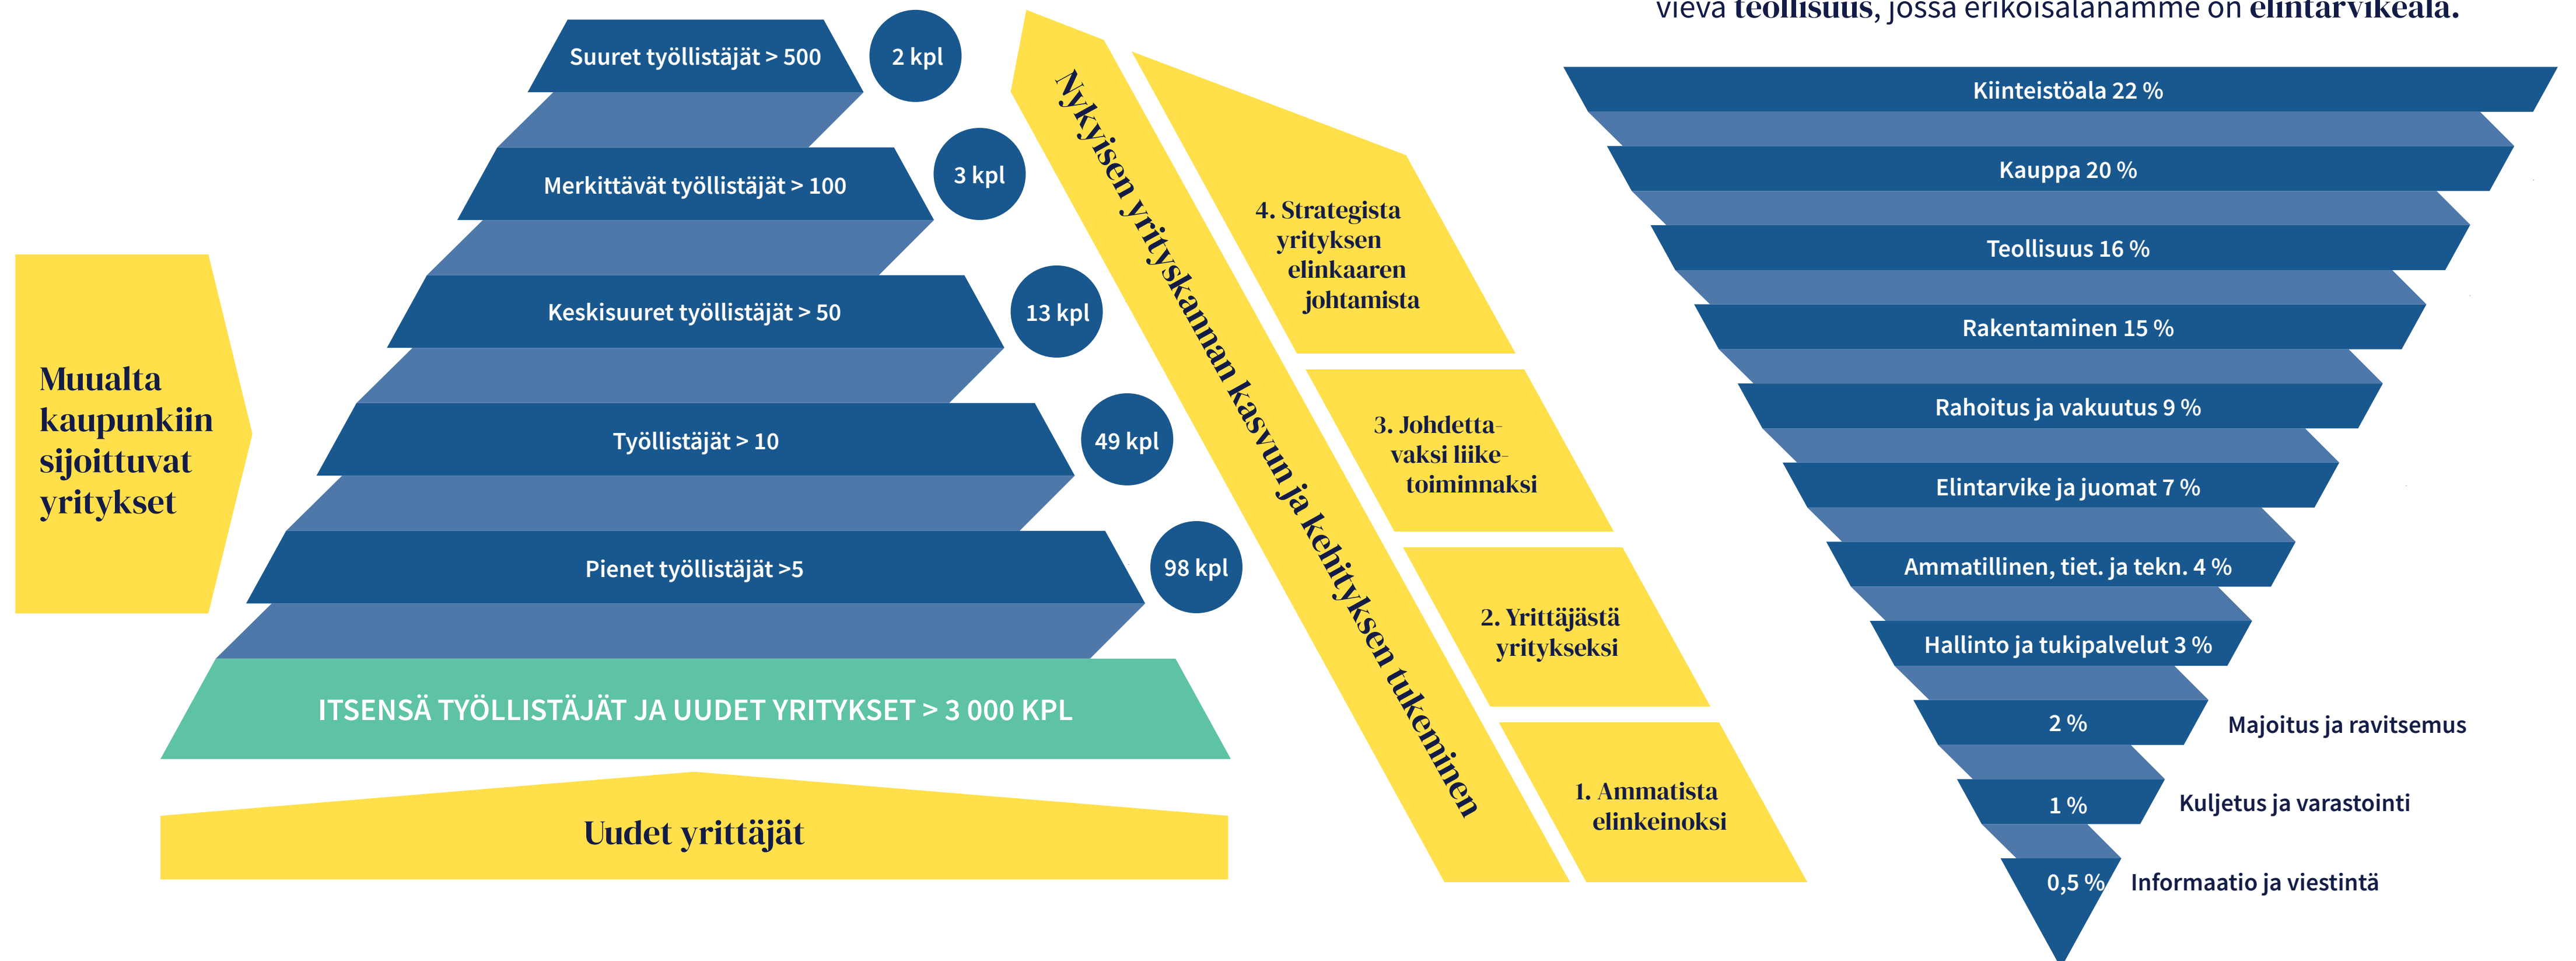 vievä teollisuus, jossa erikoisalanamme on elintarvikeala.
Suuret työllistäjät > 500
2 kpl
Merkittävät työllistäjät > 100
3 kpl
Keskisuuret työllistäjät > 50
13 kpl
Työllistäjät > 10
49 kpl
Pienet työllistäjät >5
98 kpl
ITSENSÄ TYÖLLISTÄJÄT JA UUDET YRITYKSET > 3 000 KPL
Uudet yrittäjät
Muualta
kaupunkiin
sijoittuvat
yritykset
Nykyisen yrityskannan kasvun ja kehityksen tukeminen
4. Strategista
yrityksen
elinkaaren
johtamista
3. Johdetta-
vaksi liike-
toiminnaksi
2. Yrittäjästä
yritykseksi
1. Ammatista
elinkeinoksi
Kiinteistöala 22 %
Kauppa 20 %
Teollisuus 16 %
Rakentaminen 15 %
Rahoitus ja vakuutus 9 %
Elintarvike ja juomat 7 %
Ammatillinen, tiet. ja tekn. 4 %
Hallinto ja tukipalvelut 3 %
2 % Majoitus ja ravitsemus
1 % Kuljetus ja varastointi
0,5 % Informaatio ja viestintä